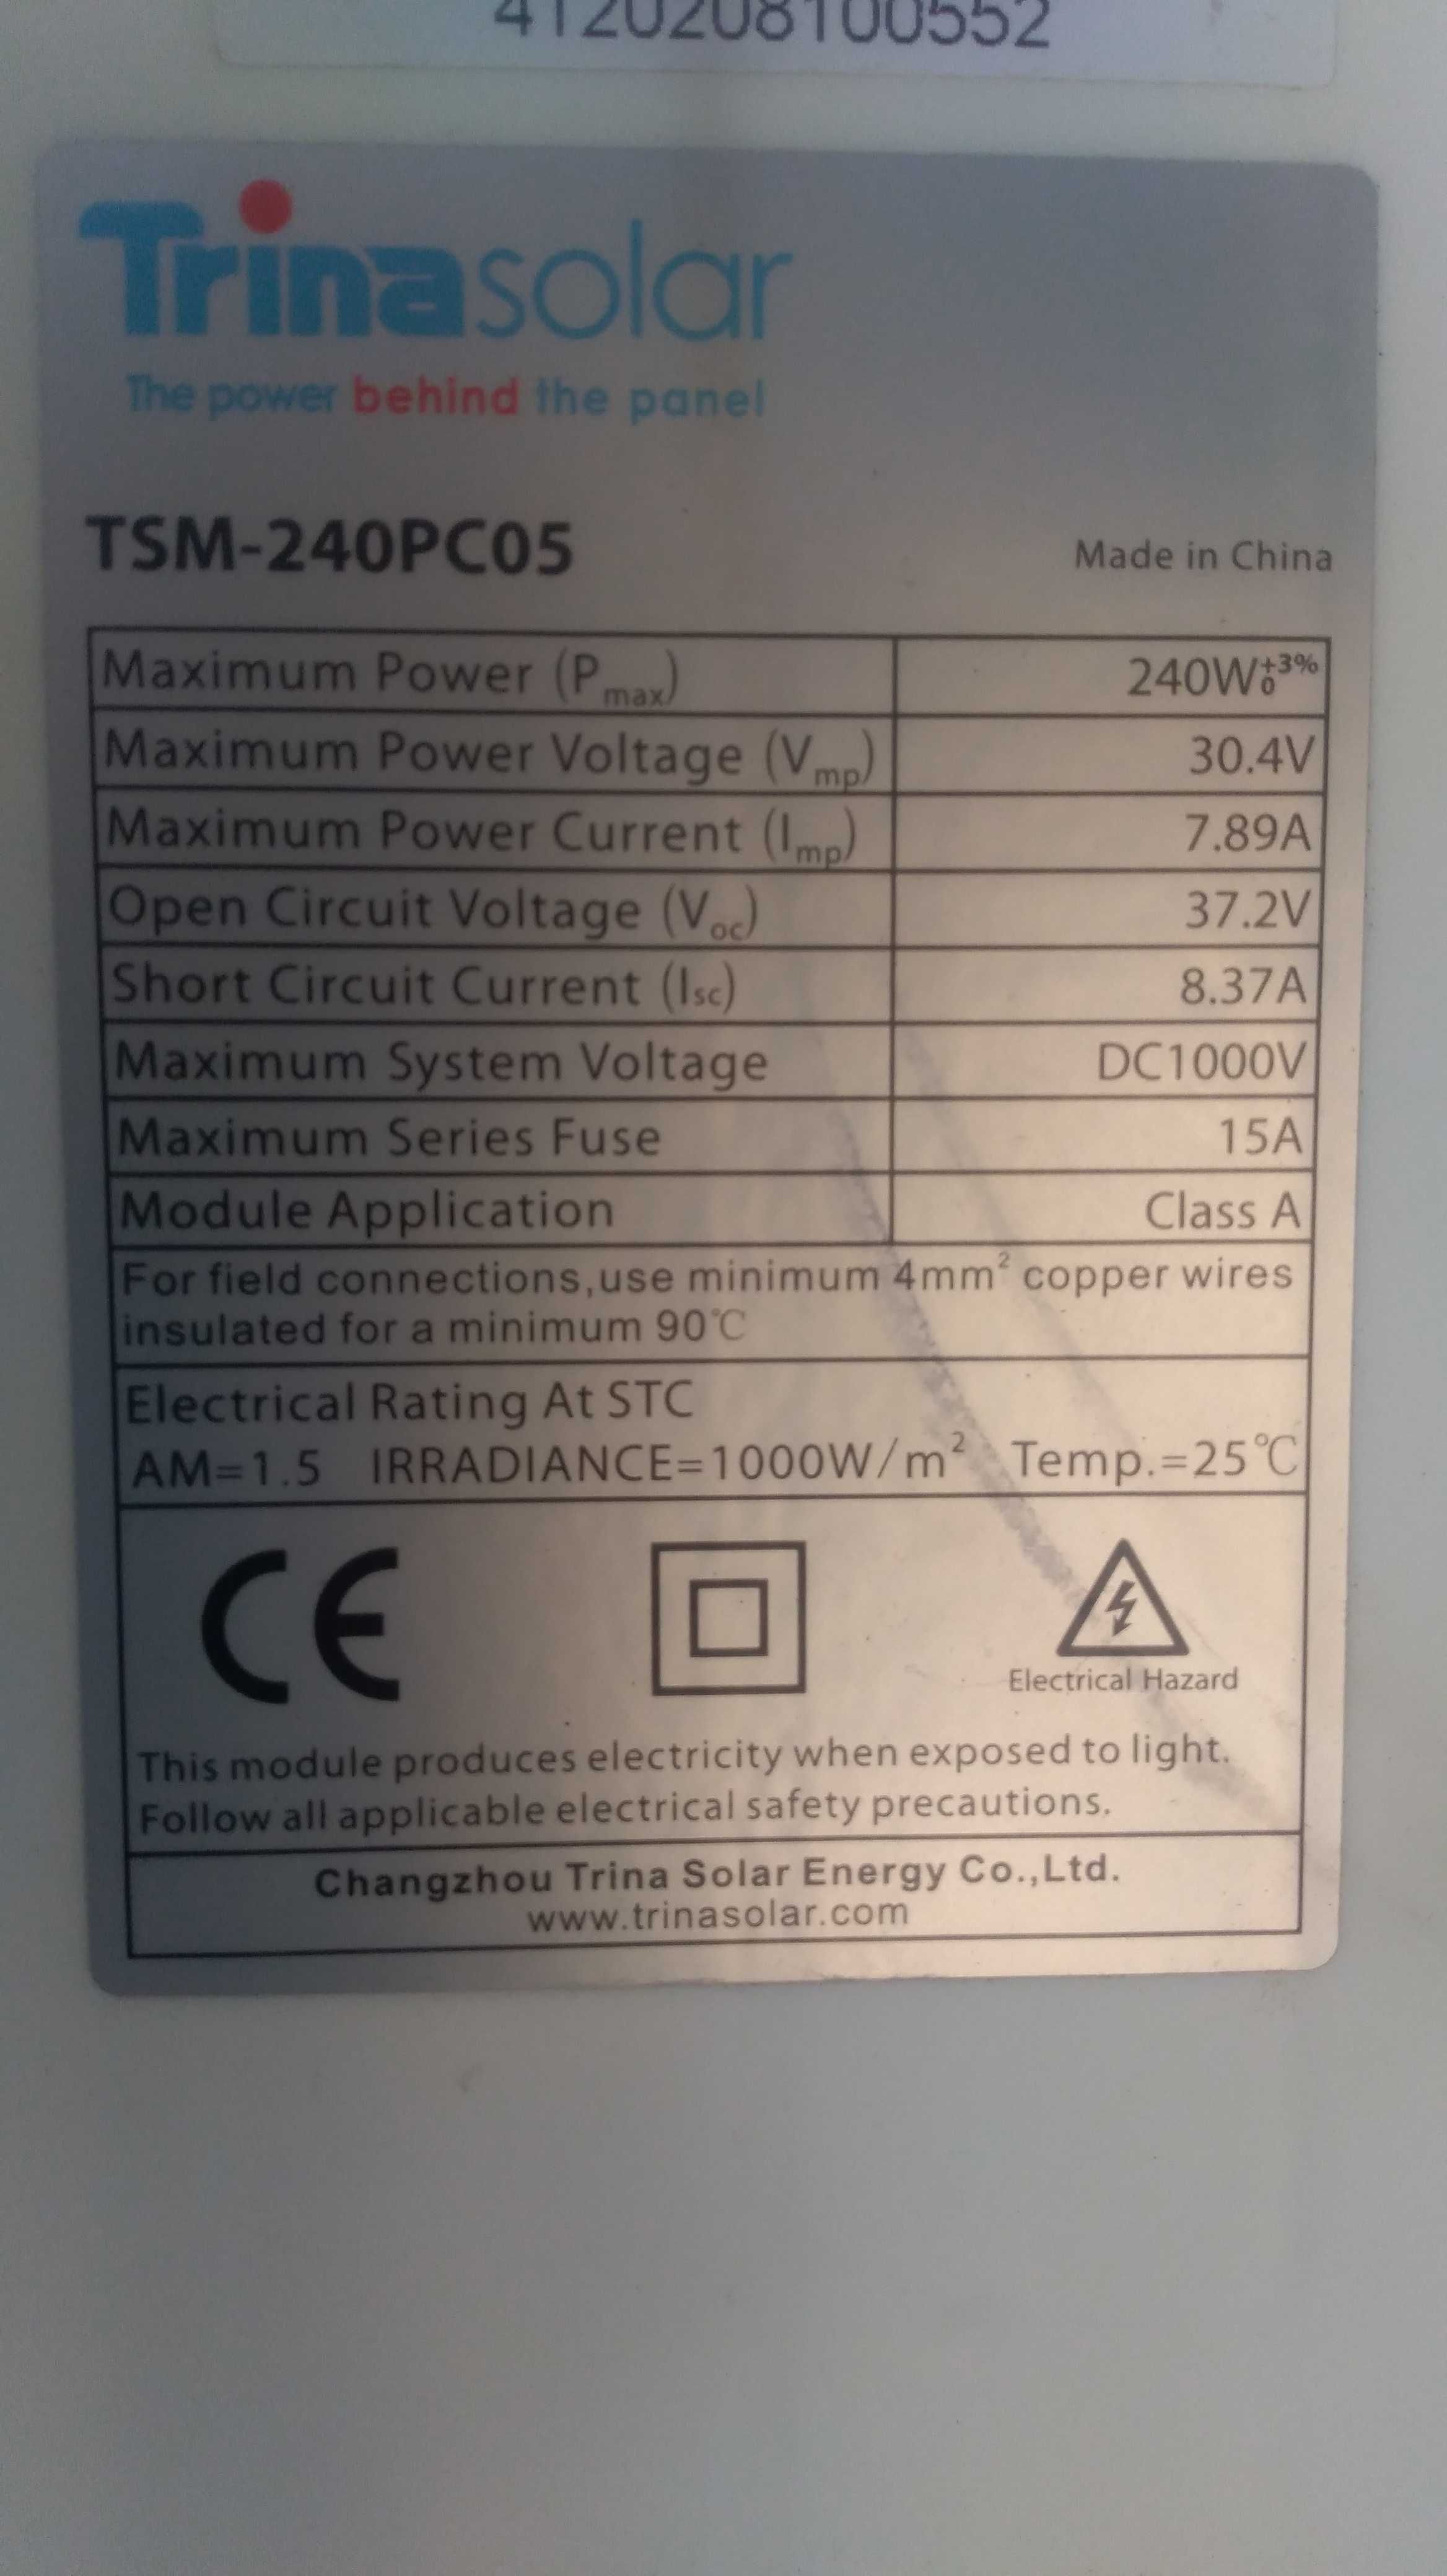 4120208100552
Trinasolar
The power behind the panel
TSM-240PC05
Made in China
Maximum Power (Pmax) 240W+3% 0
Maximum Power Voltage (Vmp) 30.4V
Maximum Power Current (Imp) 7.89A
Open Circuit Voltage (Voc) 37.2V
Short Circuit Current (Isc) 8.37A
Maximum System Voltage DC1000V
Maximum Series Fuse 15A
Module Application Class A
For field connections,use minimum 4mm² copper wires
insulated for a minimum 90℃
Electrical Rating At STC
AM=1.5 IRRADIANCE=1000W/m² Temp.=25℃
CE
Electrical Hazard
This module produces electricity when exposed to light.
Follow all applicable electrical safety precautions.
Changzhou Trina Solar Energy Co.,Ltd.
www.trinasolar.com